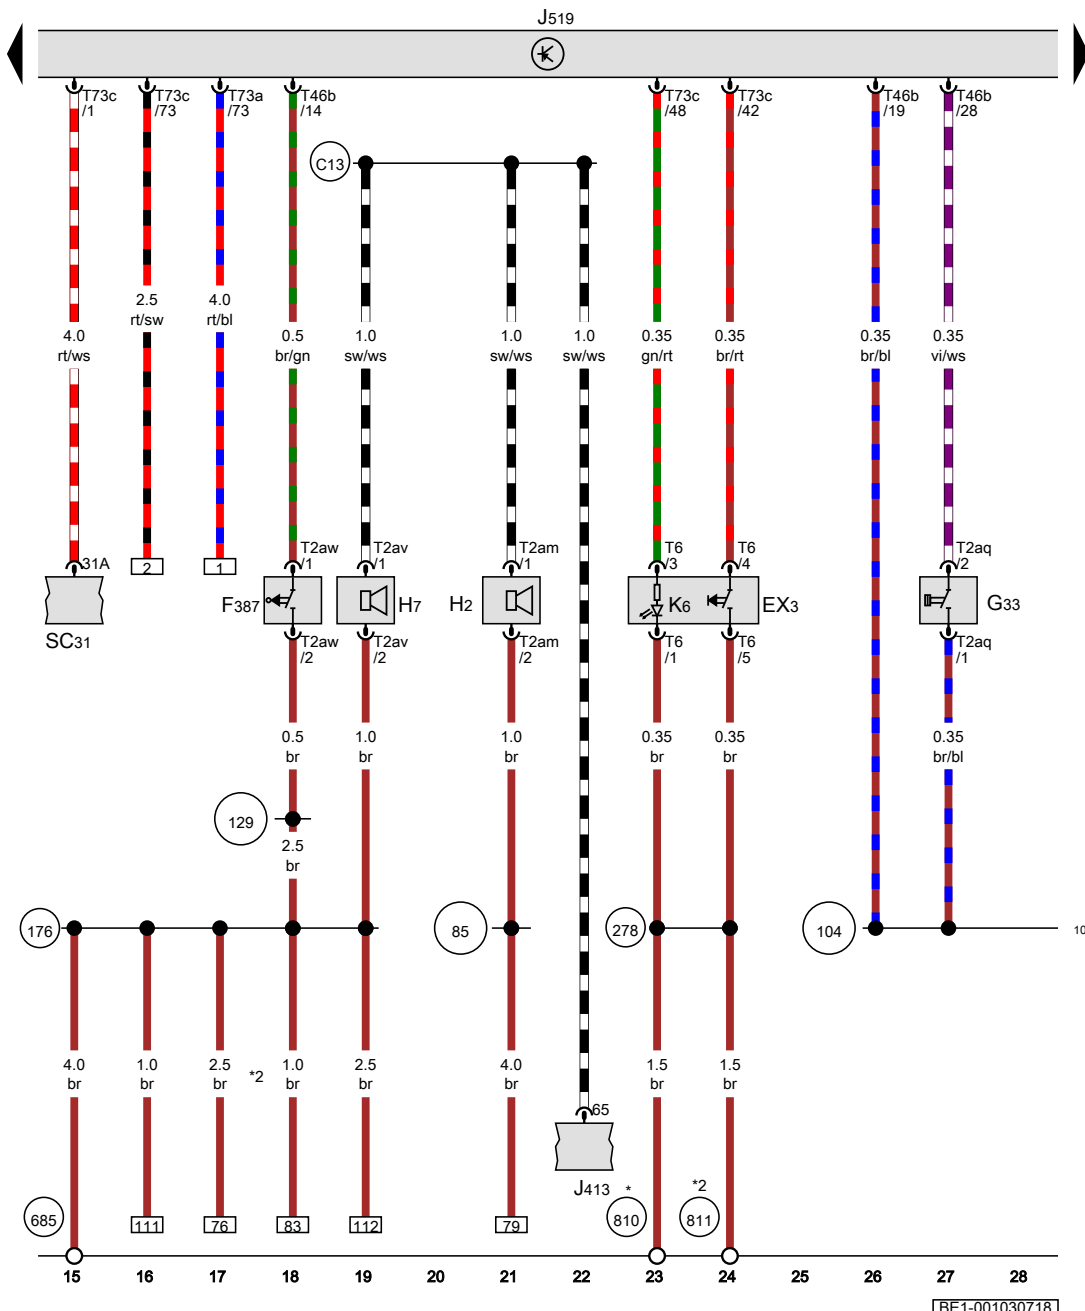 J519
T73c /1
T73c /73
T73a /73
T46b /14
T73c /48
T73c /42
T46b /19
T46b /28
C13
2.5 rt/sw
4.0 rt/bl
4.0 rt/ws
0.5 br/gn
1.0 sw/ws
1.0 sw/ws
1.0 sw/ws
0.35 gn/rt
0.35 br/rt
0.35 br/bl
0.35 vi/ws
31A
2
1
T2aw /1
T2av /1
T2am /1
T6 /3
T6 /4
T2aq /2
SC31
F387
H7
H2
K6
EX3
G33
T2aw /2
T2av /2
T2am /2
T6 /1
T6 /5
T2aq /1
0.5 br
1.0 br
1.0 br
0.35 br
0.35 br
0.35 br/bl
129
2.5 br
176
85
278
104
10
4.0 br
1.0 br
2.5 br
*2
1.0 br
2.5 br
4.0 br
1.5 br
1.5 br
65
J413
*
*2
685
111
76
83
112
79
810
811
15
16
17
18
19
20
21
22
23
24
25
26
27
28
BE1-001030718